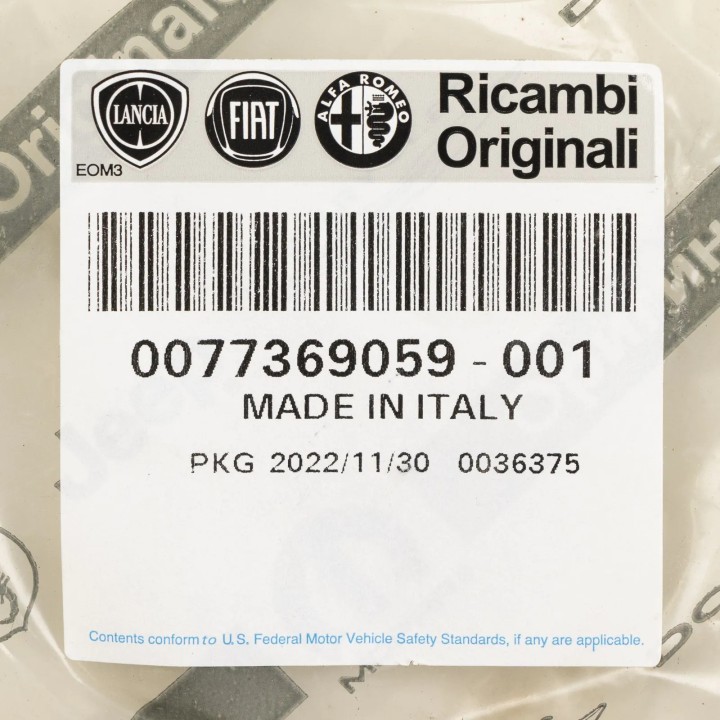 Originali
LANCIA
FIAT
ALFA ROMEO
Ricambi
Originali
EOM3
0077369059 - 001
MADE IN ITALY
PKG 2022/11/30 0036375
Contents conform to U.S. Federal Motor Vehicle Safety Standards, if any are applicable.